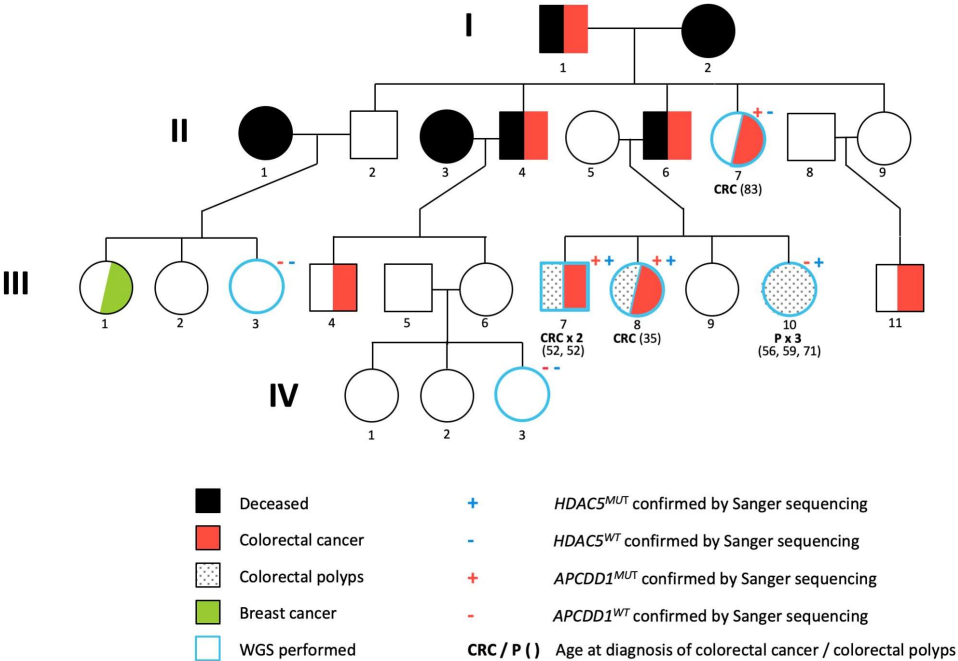 I
1 2
+ -
II
1 2 3 4 5 6 7 8 9
CRC (83)
- - + + + + - +
III
1 2 3 4 5 6 7 8 9 10 11
CRC x 2 CRC (35) P x 3
(52, 52) (56, 59, 71)
- -
IV
1 2 3
Deceased + HDAC5MUT confirmed by Sanger sequencing
Colorectal cancer - HDAC5WT confirmed by Sanger sequencing
Colorectal polyps + APCDD1MUT confirmed by Sanger sequencing
Breast cancer - APCDD1WT confirmed by Sanger sequencing
WGS performed CRC / P ( ) Age at diagnosis of colorectal cancer / colorectal polyps